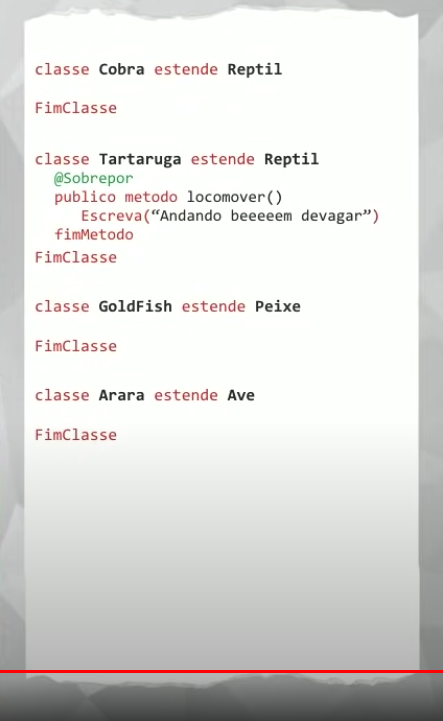 classe Cobra estende Reptil
FimClasse
classe Tartaruga estende Reptil
@Sobrepor
publico metodo locomover()
Escreva(“Andando beeeeem devagar”)
fimMetodo
FimClasse
classe GoldFish estende Peixe
FimClasse
classe Arara estende Ave
FimClasse